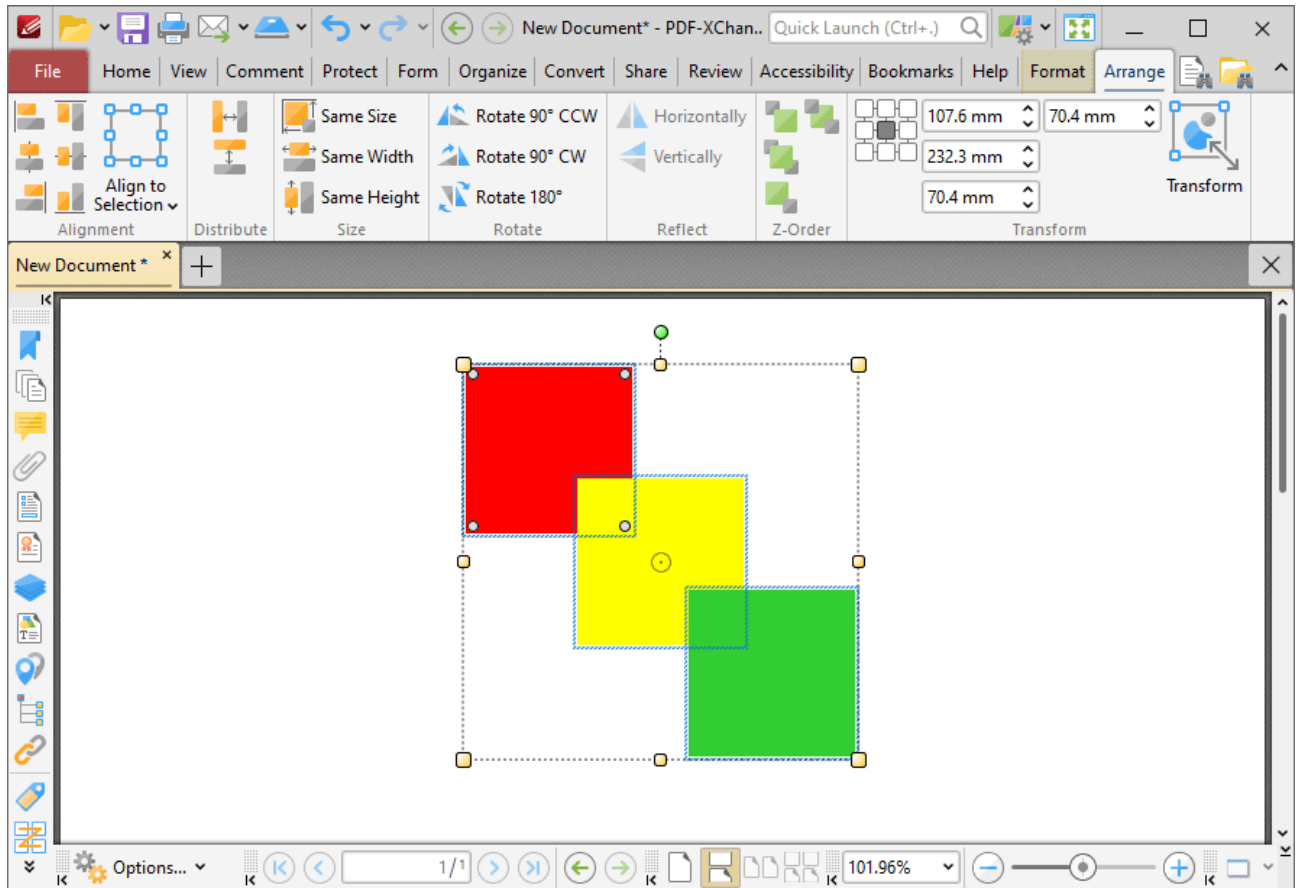 New Document* - PDF-XChan.. Quick Launch (Ctrl+.)
File Home View Comment Protect Form Organize Convert Share Review Accessibility Bookmarks Help Format Arrange
Same Size Rotate 90° CCW Horizontally 107.6 mm 70.4 mm
Same Width Rotate 90° CW Vertically 232.3 mm
Align to Selection Same Height Rotate 180° 70.4 mm Transform
Alignment Distribute Size Rotate Reflect Z-Order Transform
New Document *
Options... 1/1 101.96%